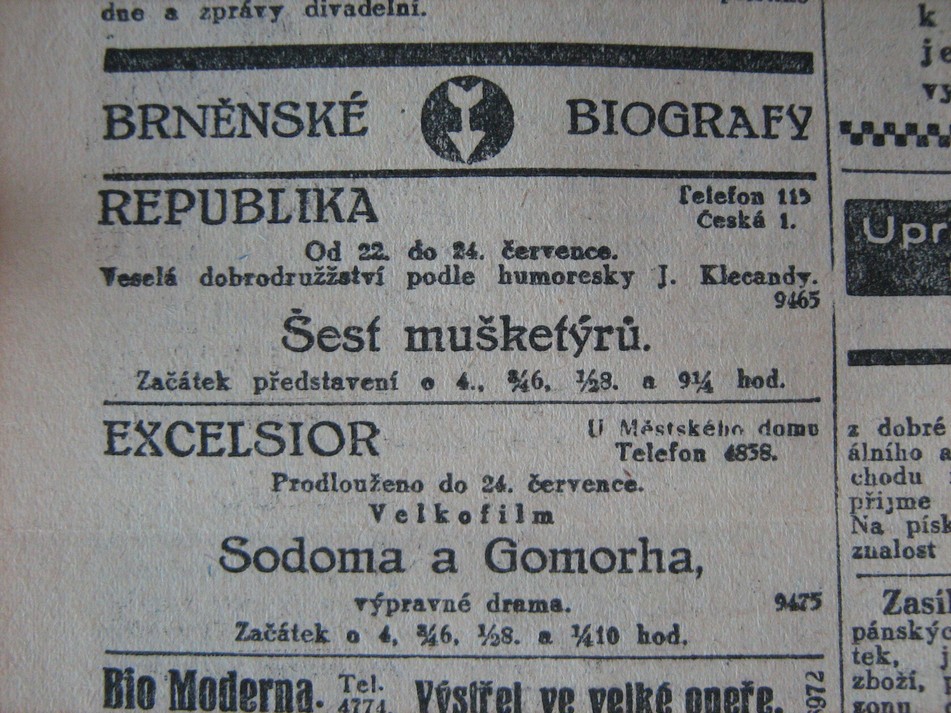 dne a zprávy divadelní.
BRNĚNSKÉ BIOGRAFY
REPUBLIKA
Telefon 115
Česká 1.
Od 22. do 24. července.
Veselá dobrodružžství podle humoresky J. Klecandy.
9465
Šest mušketýrů.
Začátek představení o 4., ¾6, ½8. a 9¼ hod.
EXCELSIOR
U Městského domu
Telefon 4838.
Prodlouženo do 24. července.
Velkofilm
Sodoma a Gomorha,
výpravné drama. 9475
Začátek o 4, ¾6, ½8. a ¼10 hod.
Bio Moderna. Tel. 4774 Výstřel ve velké opeře.
k
je
Upr
z dobré
álního a
chodu
přijme
Na písk
znalost
Zasíl
pánskýc
tek,
zboží,